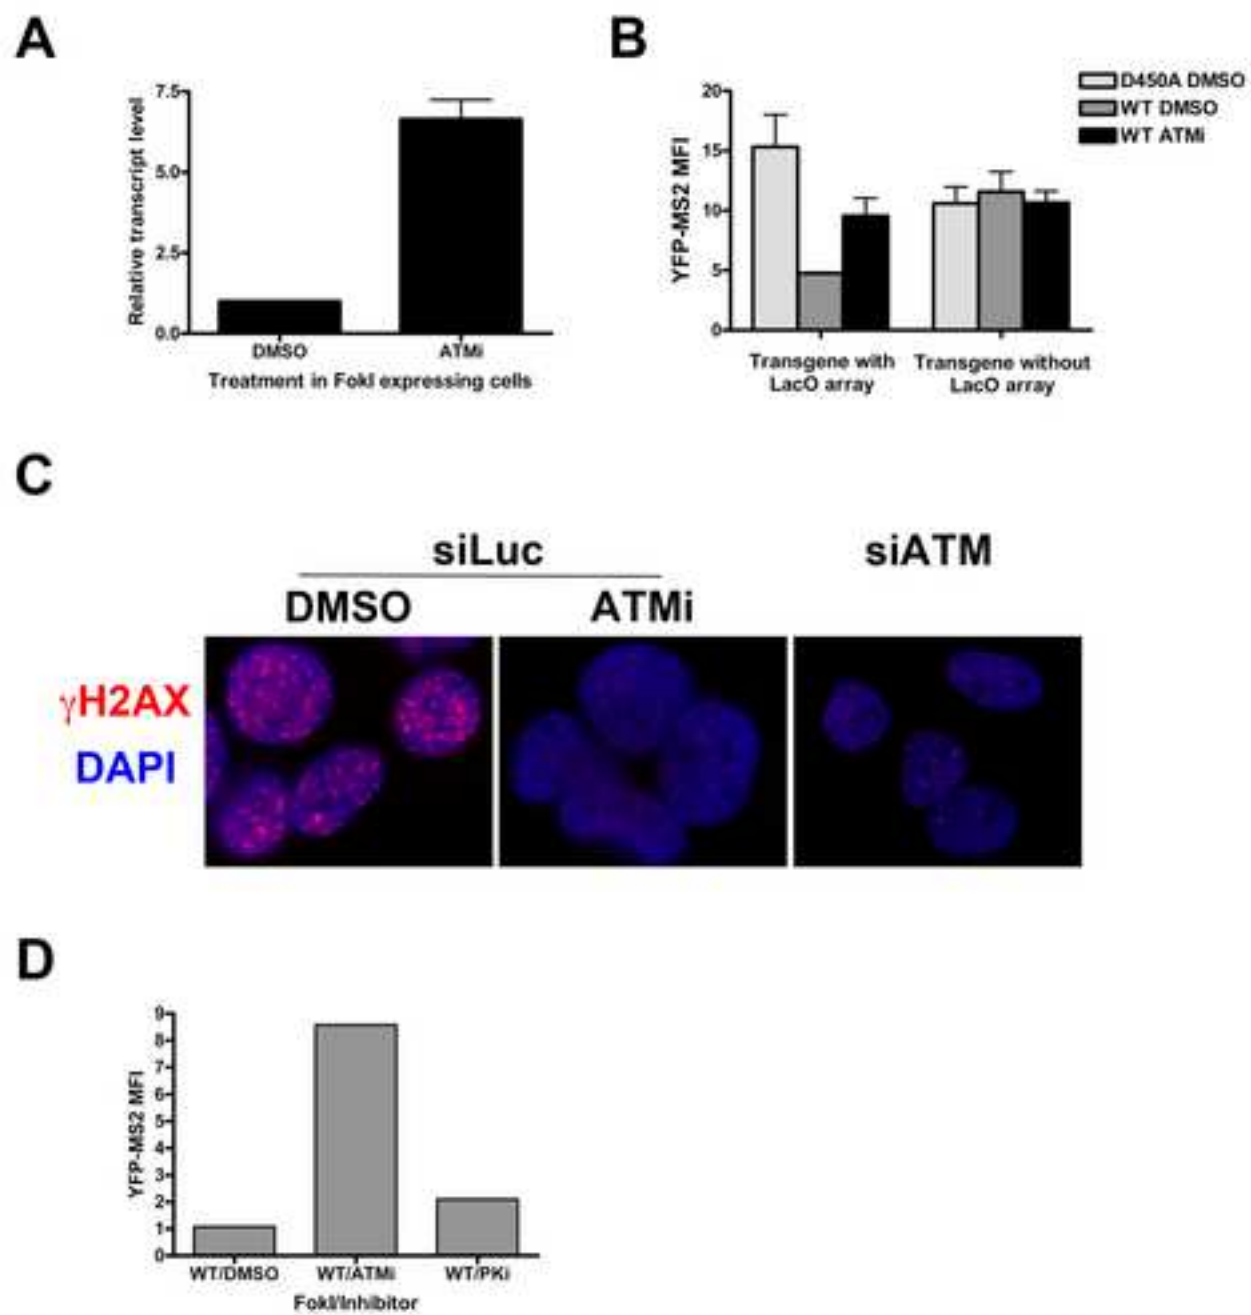 A
Relative transcript level
7.5
5.0
2.5
0.0
DMSO
ATMi
Treatment in FokI expressing cells
B
D450A DMSO
WT DMSO
WT ATMi
YFP-MS2 MFI
20
15
10
5
0
Transgene with
LacO array
Transgene without
LacO array
C
siLuc
siATM
DMSO
ATMi
γH2AX
DAPI
D
YFP-MS2 MFI
9
8
7
6
5
4
3
2
1
0
WT/DMSO
WT/ATMi
WT/PKi
FokI/Inhibitor